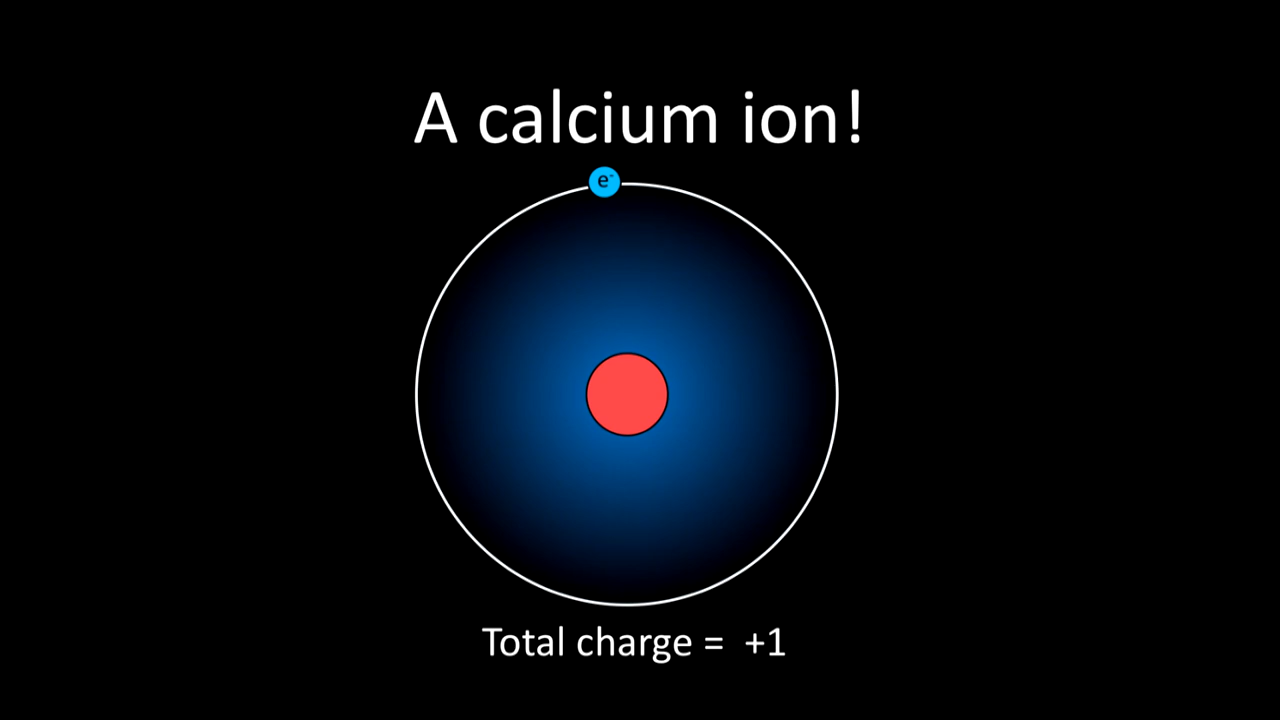 A calcium ion!
e⁻
Total charge = +1